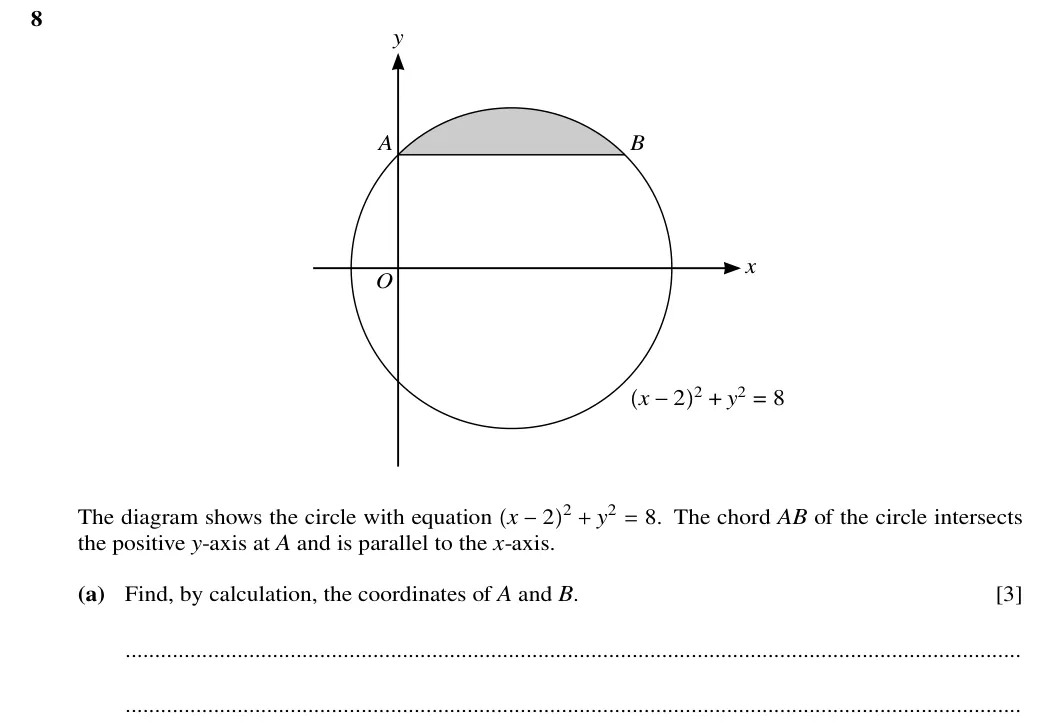 8
y
A
B
O
x
(x − 2)² + y² = 8
The diagram shows the circle with equation (x − 2)² + y² = 8. The chord AB of the circle intersects
the positive y-axis at A and is parallel to the x-axis.
(a) Find, by calculation, the coordinates of A and B. [3]